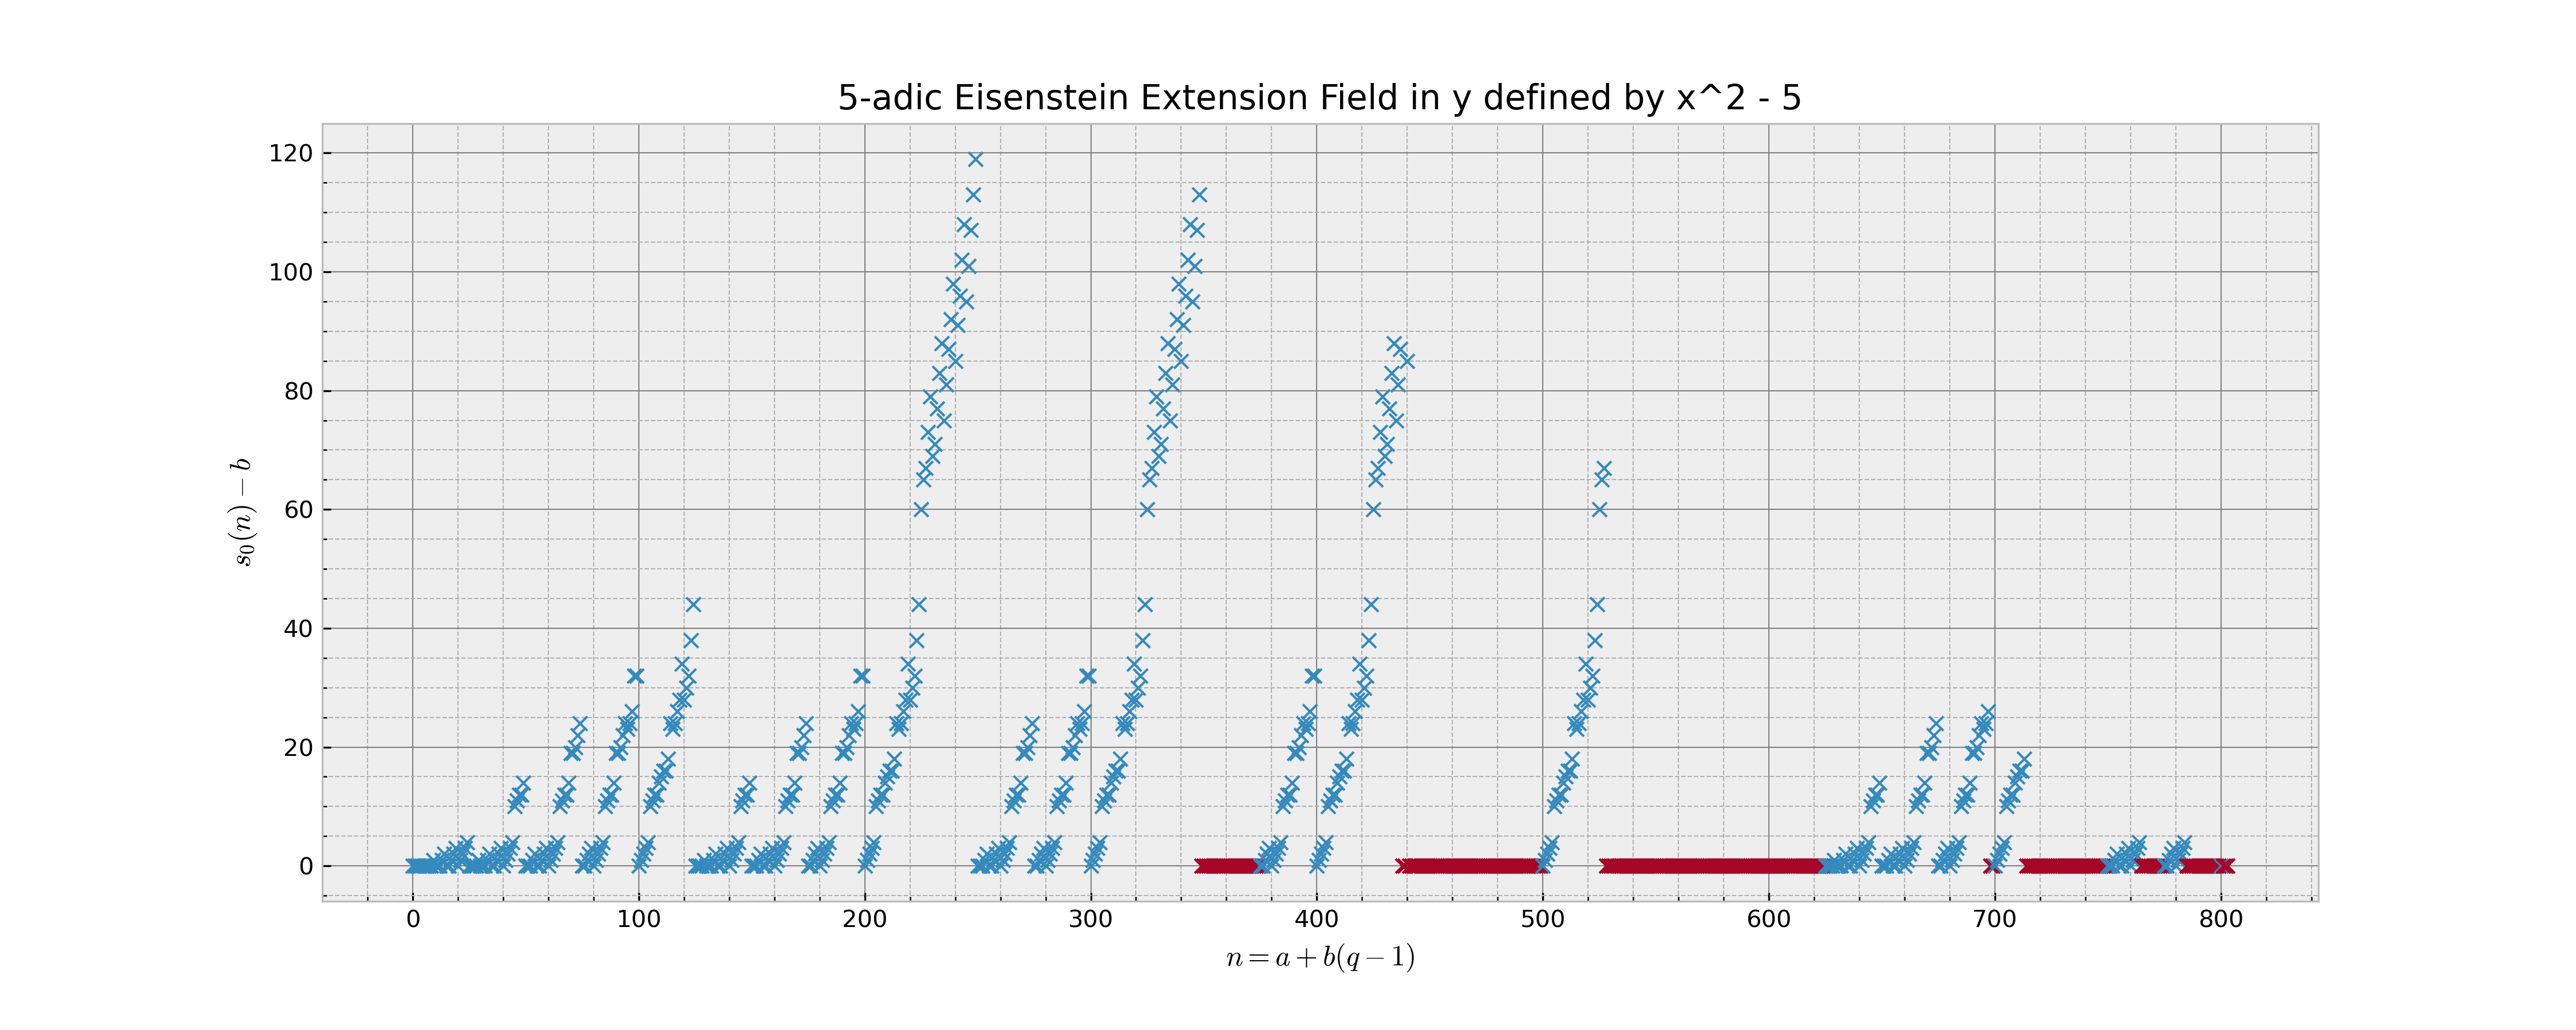 5-adic Eisenstein Extension Field in y defined by x^2 - 5
120
100
80
60
40
20
0
s₀(n) − b
0 100 200 300 400 500 600 700 800
n = a + b(q − 1)